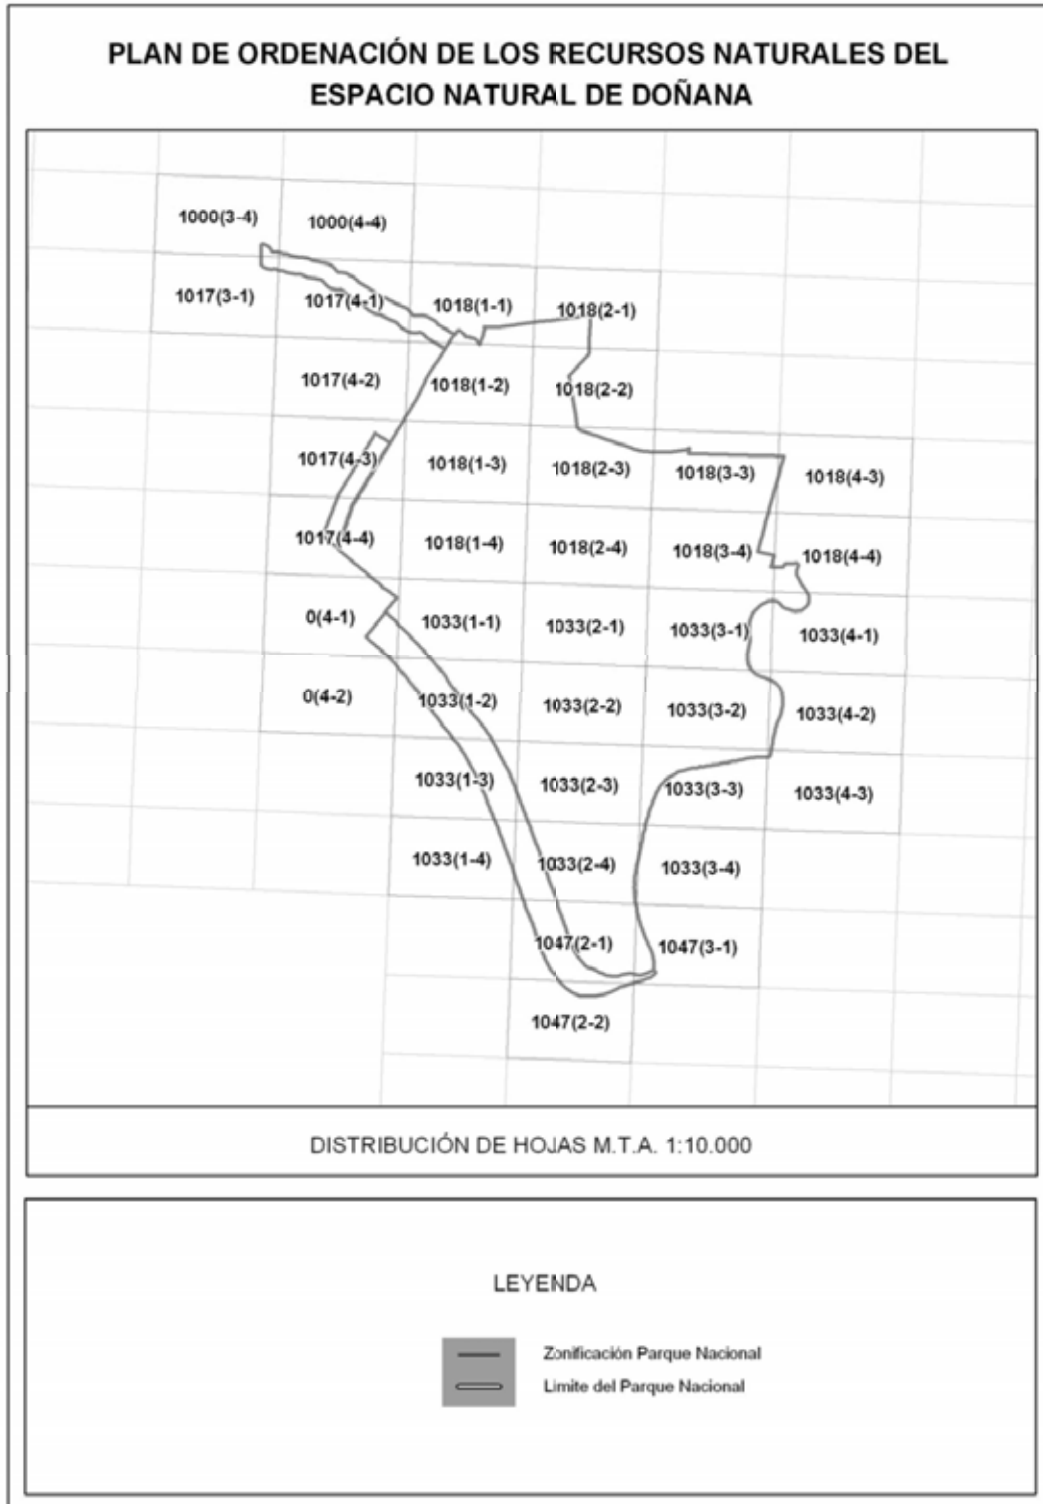 PLAN DE ORDENACIÓN DE LOS RECURSOS NATURALES DEL
ESPACIO NATURAL DE DOÑANA
1000(3-4) 1000(4-4)
1017(3-1) 1017(4-1) 1018(1-1) 1018(2-1)
1017(4-2) 1018(1-2) 1018(2-2)
1017(4-3) 1018(1-3) 1018(2-3) 1018(3-3) 1018(4-3)
1017(4-4) 1018(1-4) 1018(2-4) 1018(3-4) 1018(4-4)
0(4-1) 1033(1-1) 1033(2-1) 1033(3-1) 1033(4-1)
0(4-2) 1033(1-2) 1033(2-2) 1033(3-2) 1033(4-2)
1033(1-3) 1033(2-3) 1033(3-3) 1033(4-3)
1033(1-4) 1033(2-4) 1033(3-4)
1047(2-1) 1047(3-1)
1047(2-2)
DISTRIBUCIÓN DE HOJAS M.T.A. 1:10.000
LEYENDA
Zonificación Parque Nacional
Limite del Parque Nacional